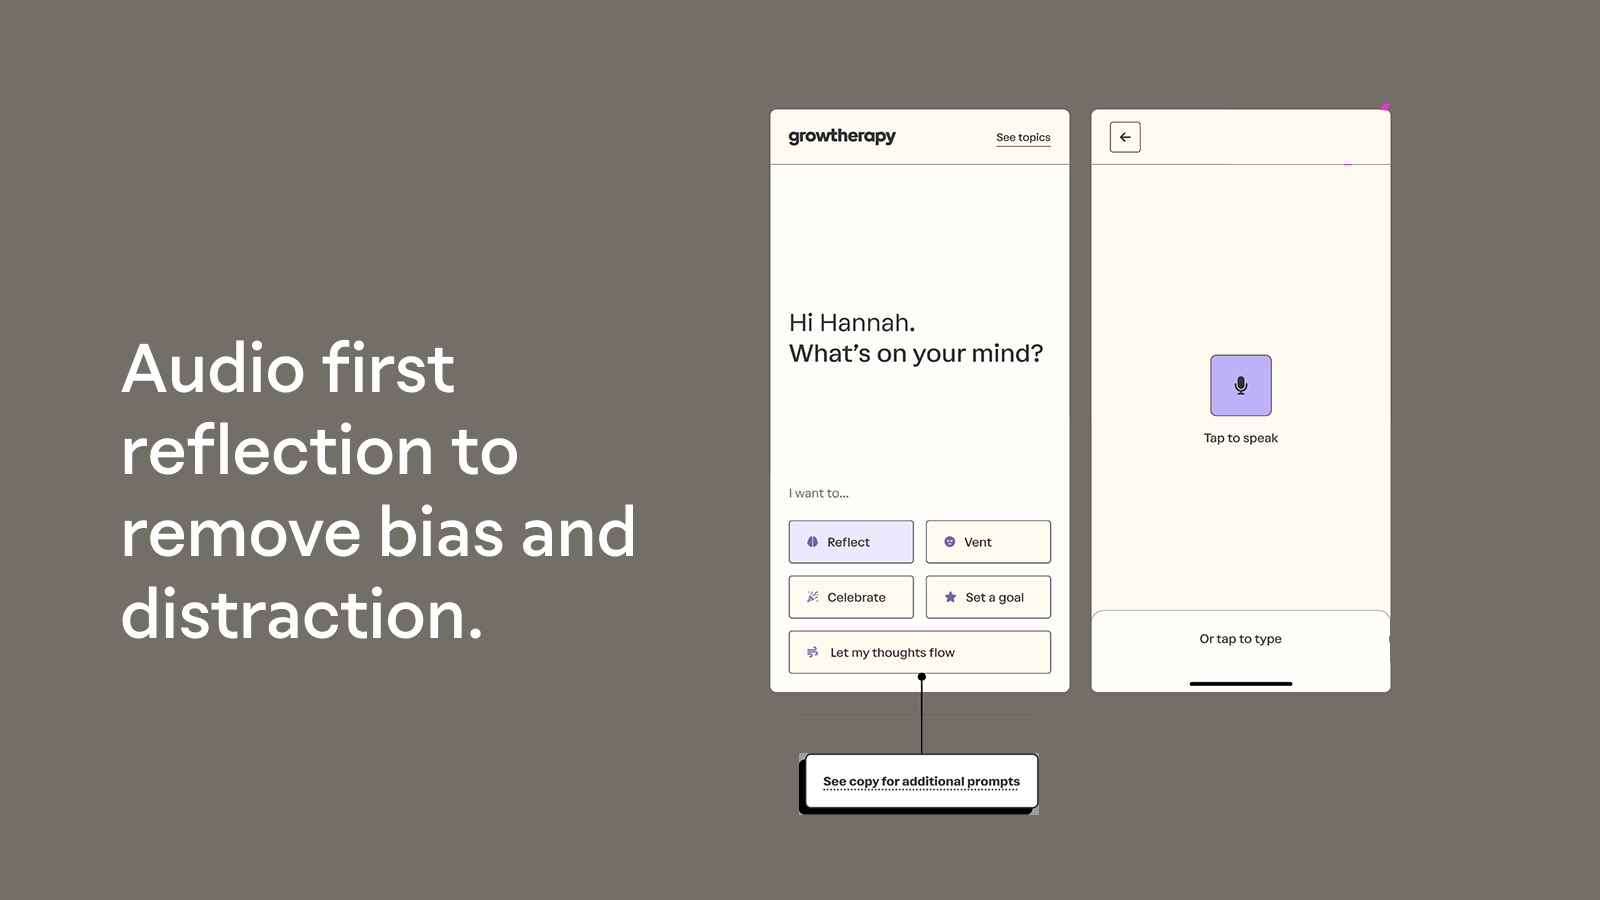 Audio first
reflection to
remove bias and
distraction.
growtherapy
See topics
Hi Hannah.
What's on your mind?
I want to...
Reflect
Vent
Celebrate
Set a goal
Let my thoughts flow
See copy for additional prompts
Tap to speak
Or tap to type